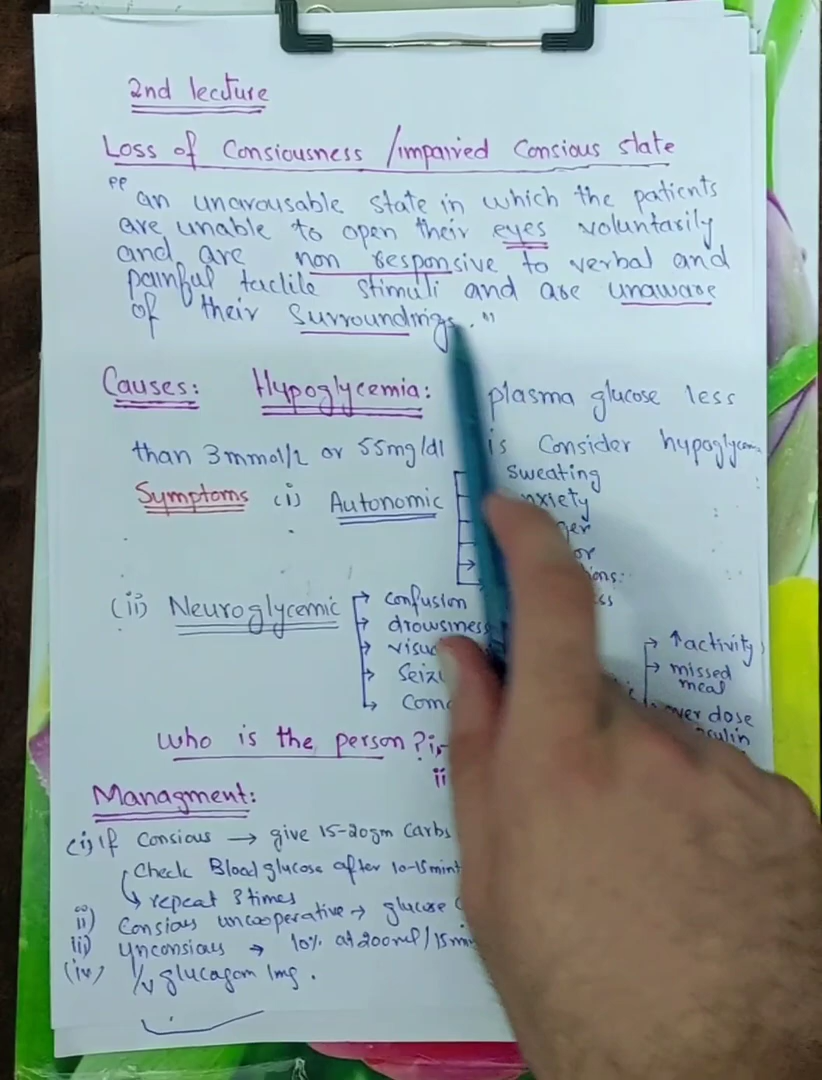 2nd lecture
Loss of Consiousness / impaired Consious state
" an unarousable state in which the patients
are unable to open their eyes voluntarily
and are non responsive to verbal and
painful tactile stimuli and are unaware
of their Surroundings."
Causes: Hypoglycemia: plasma glucose less
than 3mmol/L or 55mg/dl is Consider
Symptoms (i) Autonomic
sweating
(ii) Neuroglycemic
→ confusion
→ drowsiness
→ ↑activity
→ missed
meal
over dose
who is the person ? i,
ii
Managment:
(i) If Consious → give 15-20gm Carbs
Check Blood glucose after 10-15min
↳ repeat 3 times
ii) Consious uncooperative → glucose
iii) Unconsious → 10% at 200ml/15min
(iv) I/v glucagom 1mg.